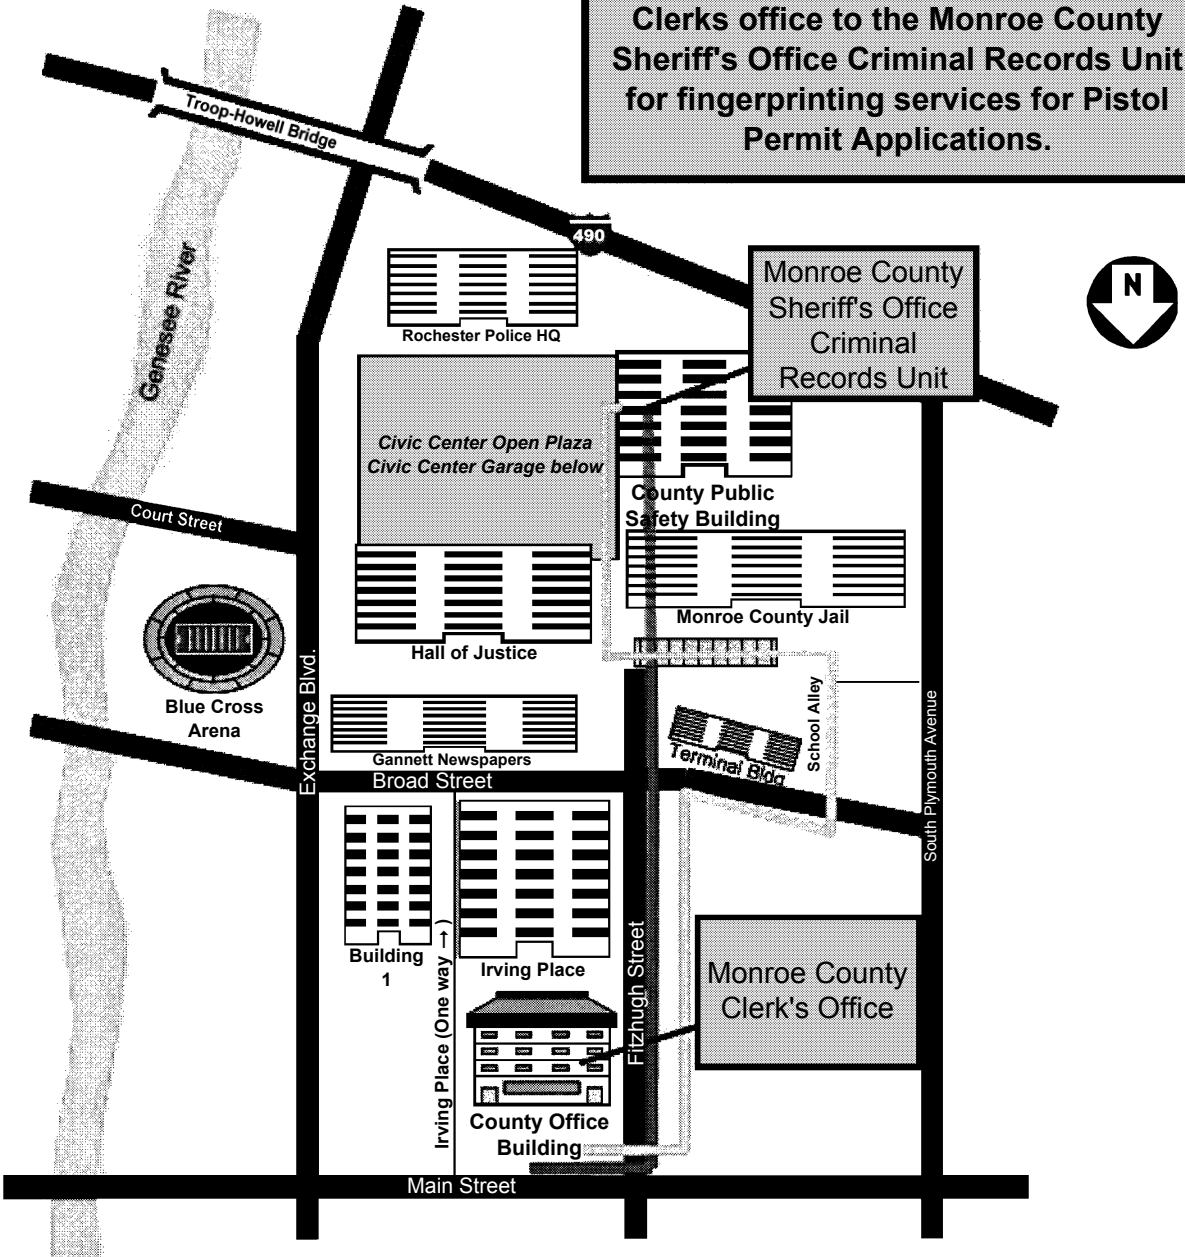 Clerks office to the Monroe County
Sheriff's Office Criminal Records Unit
for fingerprinting services for Pistol
Permit Applications.
Troop-Howell Bridge
490
Genesee River
Rochester Police HQ
Monroe County
Sheriff's Office
Criminal
Records Unit
N
Civic Center Open Plaza
Civic Center Garage below
County Public
Safety Building
Court Street
Monroe County Jail
Hall of Justice
Blue Cross
Arena
Exchange Blvd.
Gannett Newspapers
Terminal Bldg
School Alley
South Plymouth Avenue
Broad Street
Building
1
Irving Place (One way → )
Irving Place
Fitzhugh Street
Monroe County
Clerk's Office
County Office
Building
Main Street